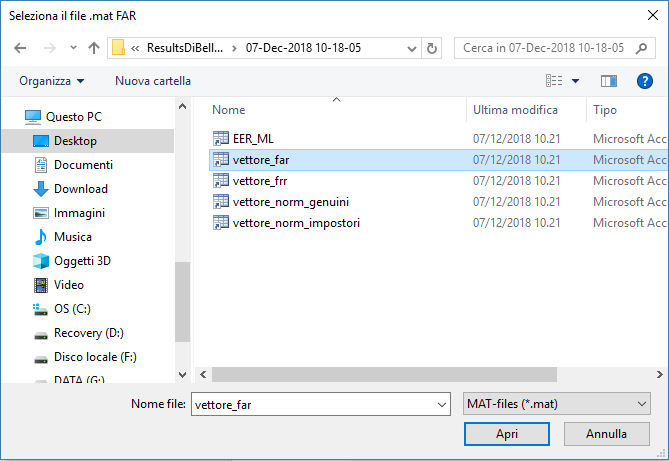 Seleziona il file .mat FAR
ResultsDiBell... 07-Dec-2018 10-18-05 Cerca in 07-Dec-2018 10-18-05
Organizza Nuova cartella
Questo PC
Desktop
Documenti
Download
Immagini
Musica
Oggetti 3D
Video
OS (C:)
Recovery (D:)
Disco locale (F:)
DATA (G:)
Nome Ultima modifica Tipo
EER_ML 07/12/2018 10.21 Microsoft Acc
vettore_far 07/12/2018 10.21 Microsoft Acc
vettore_frr 07/12/2018 10.21 Microsoft Acc
vettore_norm_genuini 07/12/2018 10.21 Microsoft Acc
vettore_norm_impostori 07/12/2018 10.21 Microsoft Acc
Nome file: vettore_far MAT-files (*.mat)
Apri Annulla